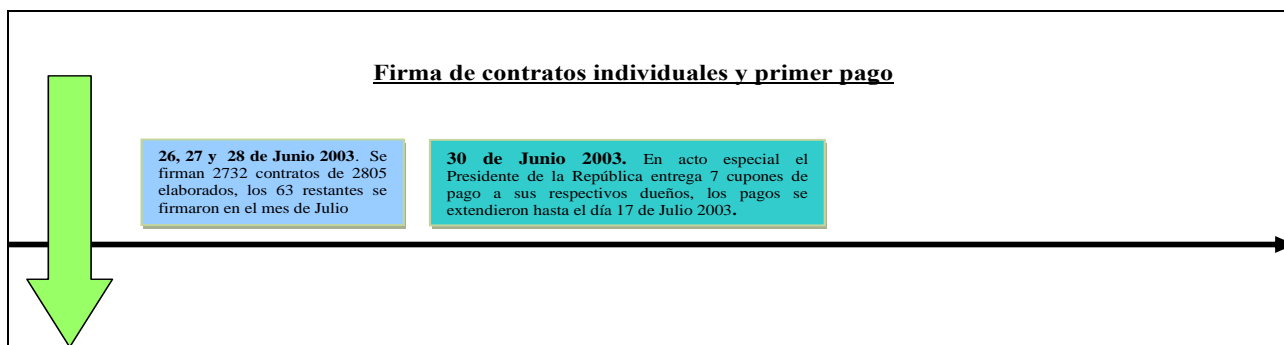 Firma de contratos individuales y primer pago
26, 27 y 28 de Junio 2003. Se
firman 2732 contratos de 2805
elaborados, los 63 restantes se
firmaron en el mes de Julio
30 de Junio 2003. En acto especial el
Presidente de la República entrega 7 cupones de
pago a sus respectivos dueños, los pagos se
extendieron hasta el día 17 de Julio 2003.